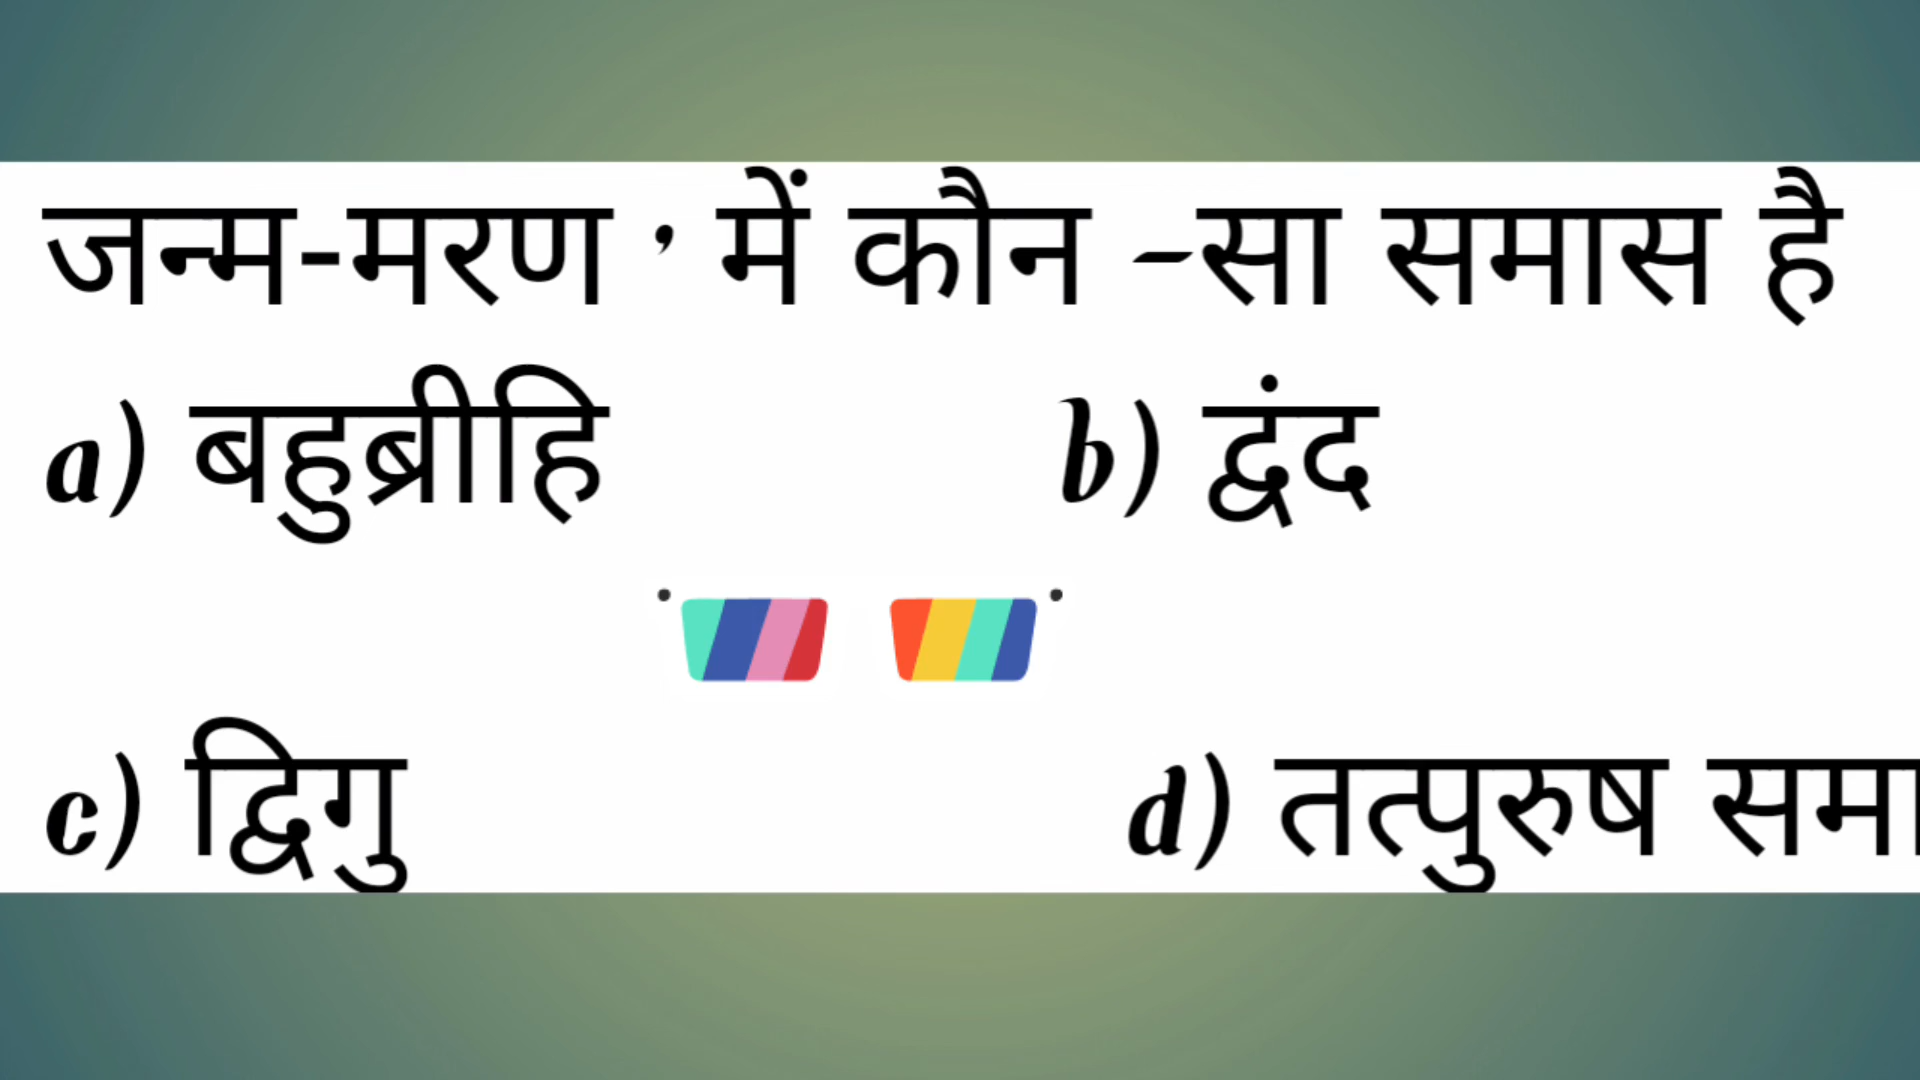 जन्म-मरण ’ में कौन –सा समास है
a) बहुब्रीहि b) द्वंद
c) द्विगु d) तत्पुरुष समा